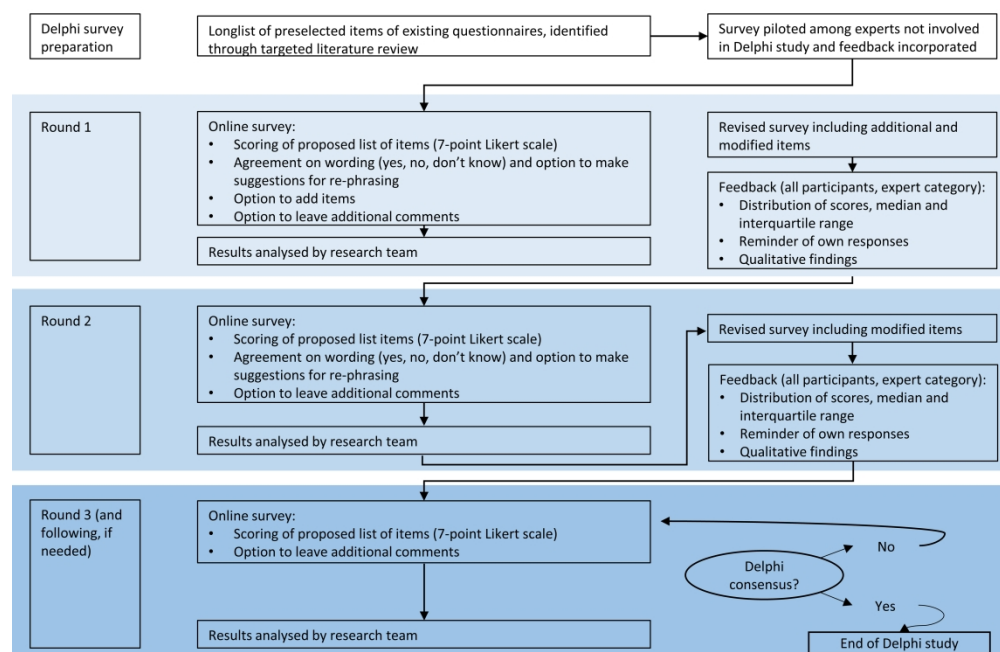 Delphi survey
preparation
Longlist of preselected items of existing questionnaires, identified
through targeted literature review
Survey piloted among experts not involved
in Delphi study and feedback incorporated
Round 1
Online survey:
• Scoring of proposed list of items (7-point Likert scale)
• Agreement on wording (yes, no, don't know) and option to make
suggestions for re-phrasing
• Option to add items
• Option to leave additional comments
Results analysed by research team
Revised survey including additional and
modified items
Feedback (all participants, expert category):
• Distribution of scores, median and
interquartile range
• Reminder of own responses
• Qualitative findings
Round 2
Online survey:
• Scoring of proposed list items (7-point Likert scale)
• Agreement on wording (yes, no, don't know) and option to make
suggestions for re-phrasing
• Option to leave additional comments
Results analysed by research team
Revised survey including modified items
Feedback (all participants, expert category):
• Distribution of scores, median and
interquartile range
• Reminder of own responses
• Qualitative findings
Round 3 (and
following, if
needed)
Online survey:
• Scoring of proposed list of items (7-point Likert scale)
• Option to leave additional comments
Results analysed by research team
Delphi
consensus?
No
Yes
End of Delphi study